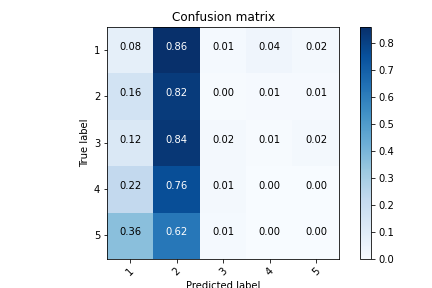 Confusion matrix
1 0.08 0.86 0.01 0.04 0.02
2 0.16 0.82 0.00 0.01 0.01
3 0.12 0.84 0.02 0.01 0.02
4 0.22 0.76 0.01 0.00 0.00
5 0.36 0.62 0.01 0.00 0.00
1 2 3 4 5
True label
Predicted label
0.8
0.7
0.6
0.5
0.4
0.3
0.2
0.1
0.0